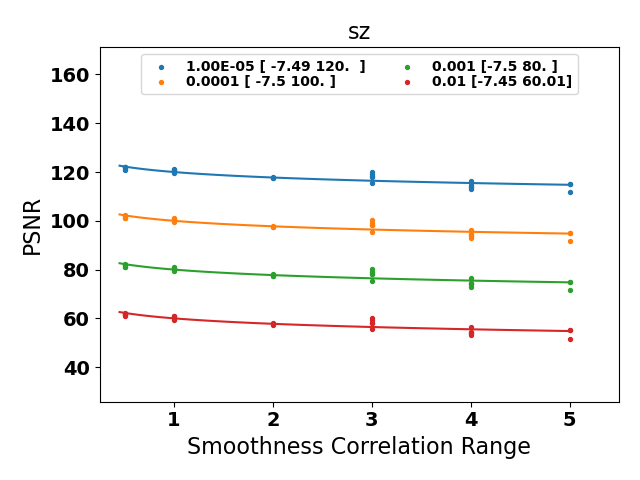 sz
1.00E-05 [ -7.49 120.  ]
0.0001 [ -7.5 100. ]
0.001 [-7.5 80. ]
0.01 [-7.45 60.01]
160
140
120
100
80
60
40
PSNR
1 2 3 4 5
Smoothness Correlation Range